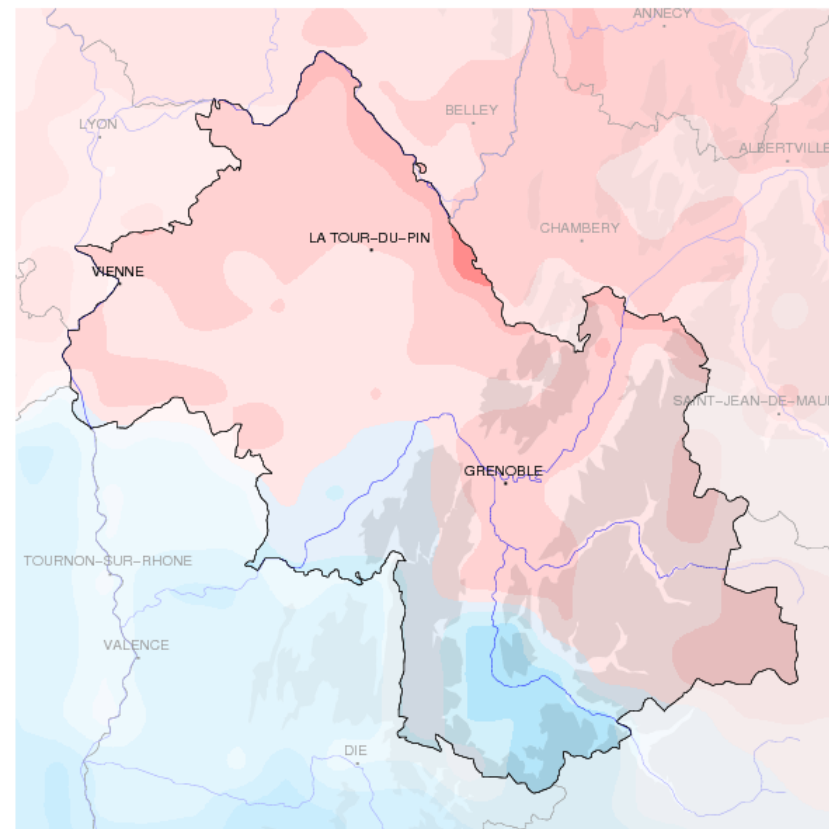 ANNECY
LYON
BELLEY
ALBERTVILLE
LA TOUR-DU-PIN
CHAMBERY
VIENNE
SAINT-JEAN-DE-MAU
GRENOBLE
TOURNON-SUR-RHONE
VALENCE
DIE